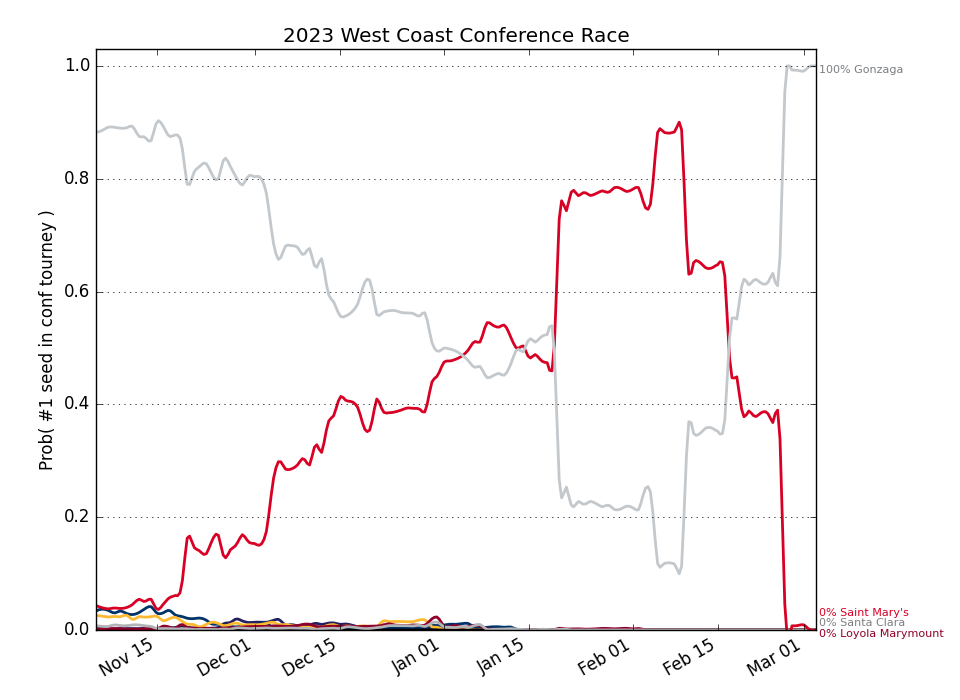 2023 West Coast Conference Race
Prob( #1 seed in conf tourney )
1.0
0.8
0.6
0.4
0.2
0.0
Nov 15
Dec 01
Dec 15
Jan 01
Jan 15
Feb 01
Feb 15
Mar 01
100% Gonzaga
0% Saint Mary's
0% Santa Clara
0% Loyola Marymount